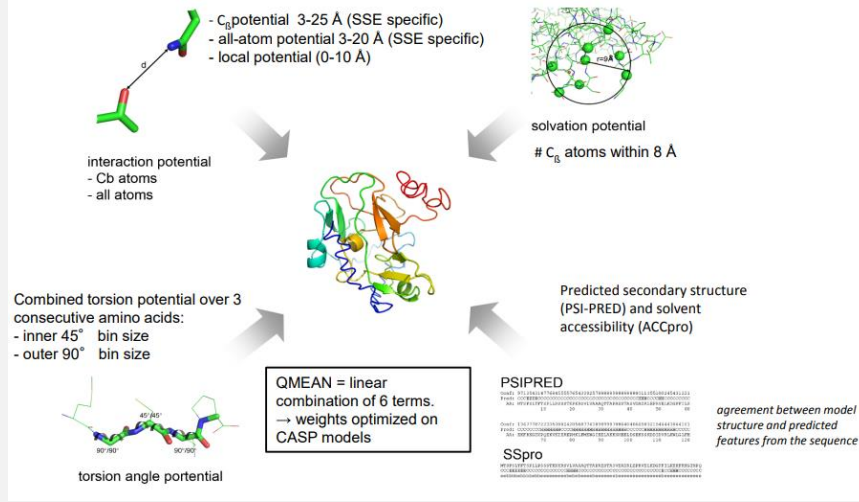 - Cβ potential 3-25 Å (SSE specific)
- all-atom potential 3-20 Å (SSE specific)
- local potential (0-10 Å)
d
interaction potential
- Cb atoms
- all atoms
r=9Å
solvation potential
# Cβ atoms within 8 Å
Combined torsion potential over 3
consecutive amino acids:
- inner 45° bin size
- outer 90° bin size
45°/45°
90°/90°
90°/90°
torsion angle potential
QMEAN = linear
combination of 6 terms.
→ weights optimized on
CASP models
Predicted secondary structure
(PSI-PRED) and solvent
accessibility (ACCpro)
PSIPRED
SSpro
agreement between model
structure and predicted
features from the sequence